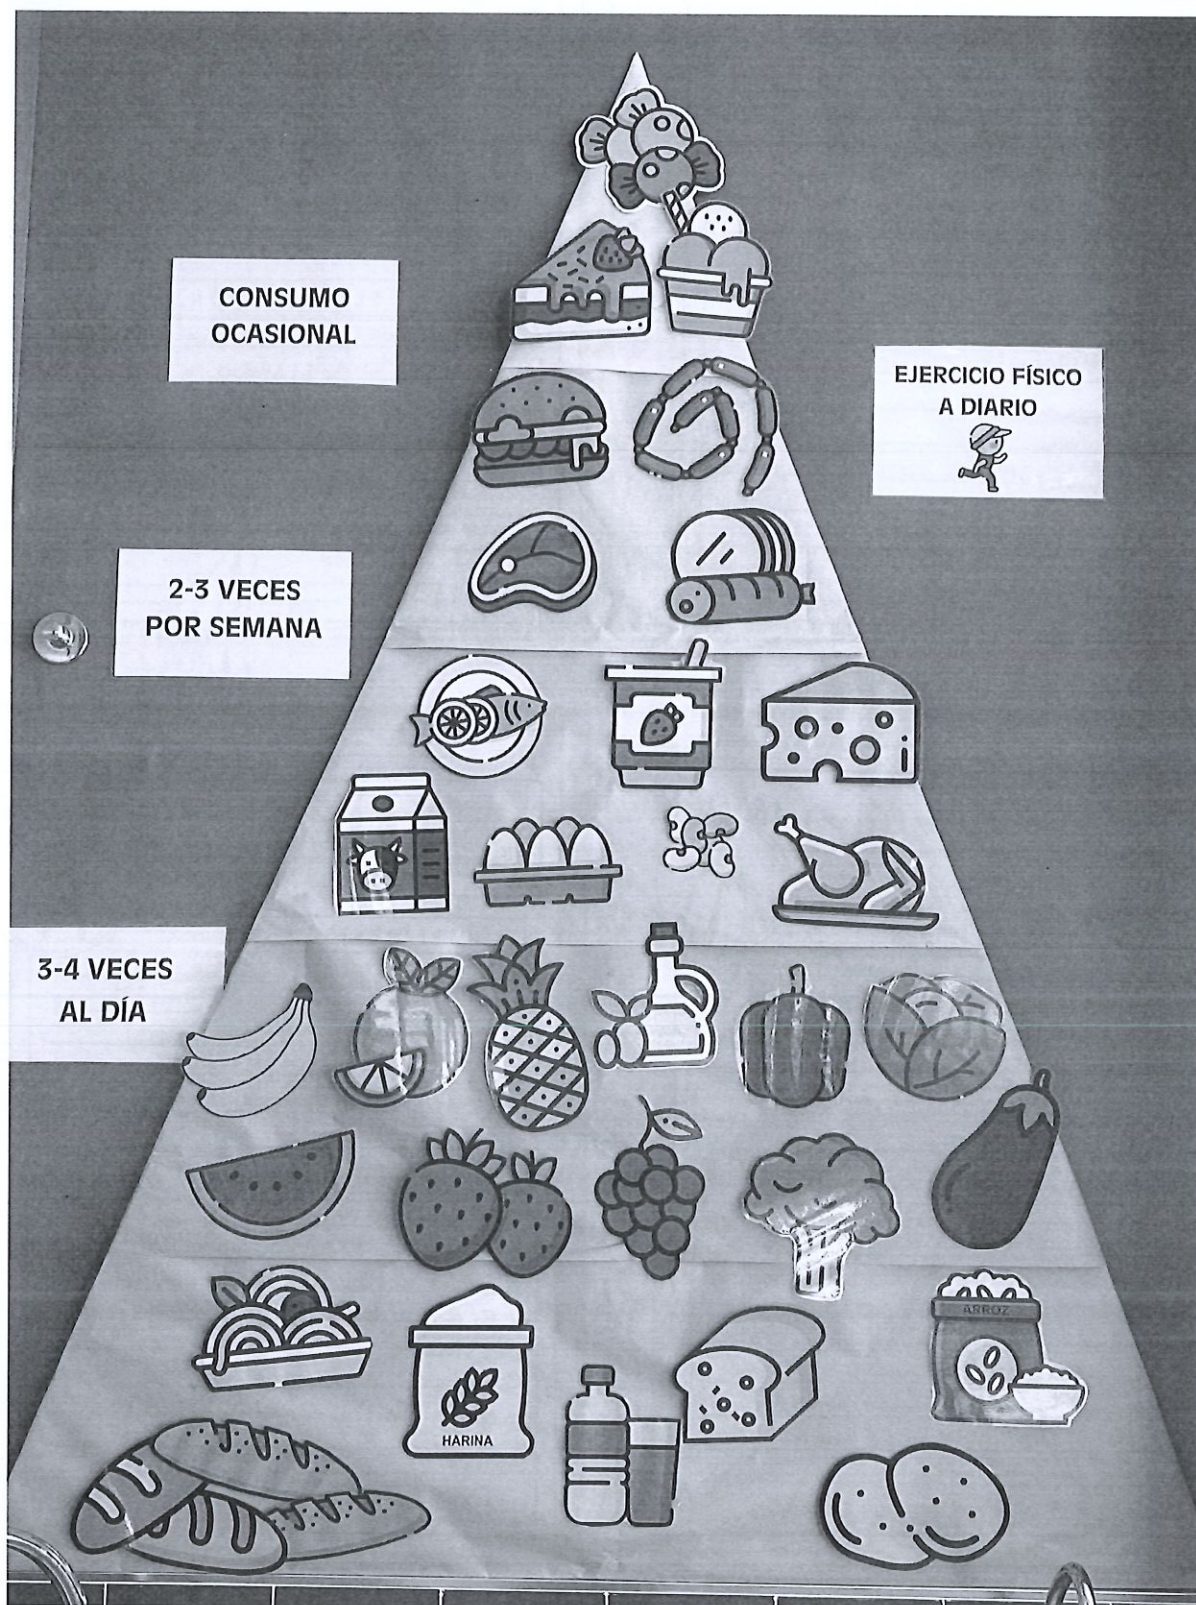 CONSUMO
OCASIONAL
EJERCICIO FÍSICO
A DIARIO
2-3 VECES
POR SEMANA
3-4 VECES
AL DÍA
ARROZ
HARINA